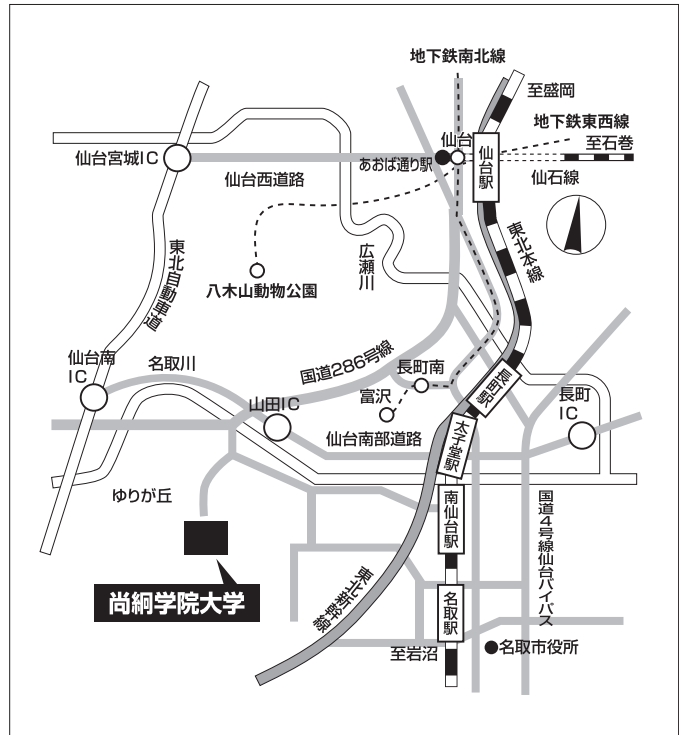 地下鉄南北線
至盛岡
地下鉄東西線
至石巻
仙台
あおば通り駅
仙台駅
仙石線
仙台宮城IC
仙台西道路
東北本線
広瀬川
八木山動物公園
東北自動車道
仙台南
IC
名取川
国道286号線
長町南
富沢
長町駅
長町
IC
山田IC
仙台南部道路
太子堂駅
ゆりが丘
南仙台駅
国道4号線仙台バイパス
尚絅学院大学
東北新幹線
名取駅
至岩沼
名取市役所